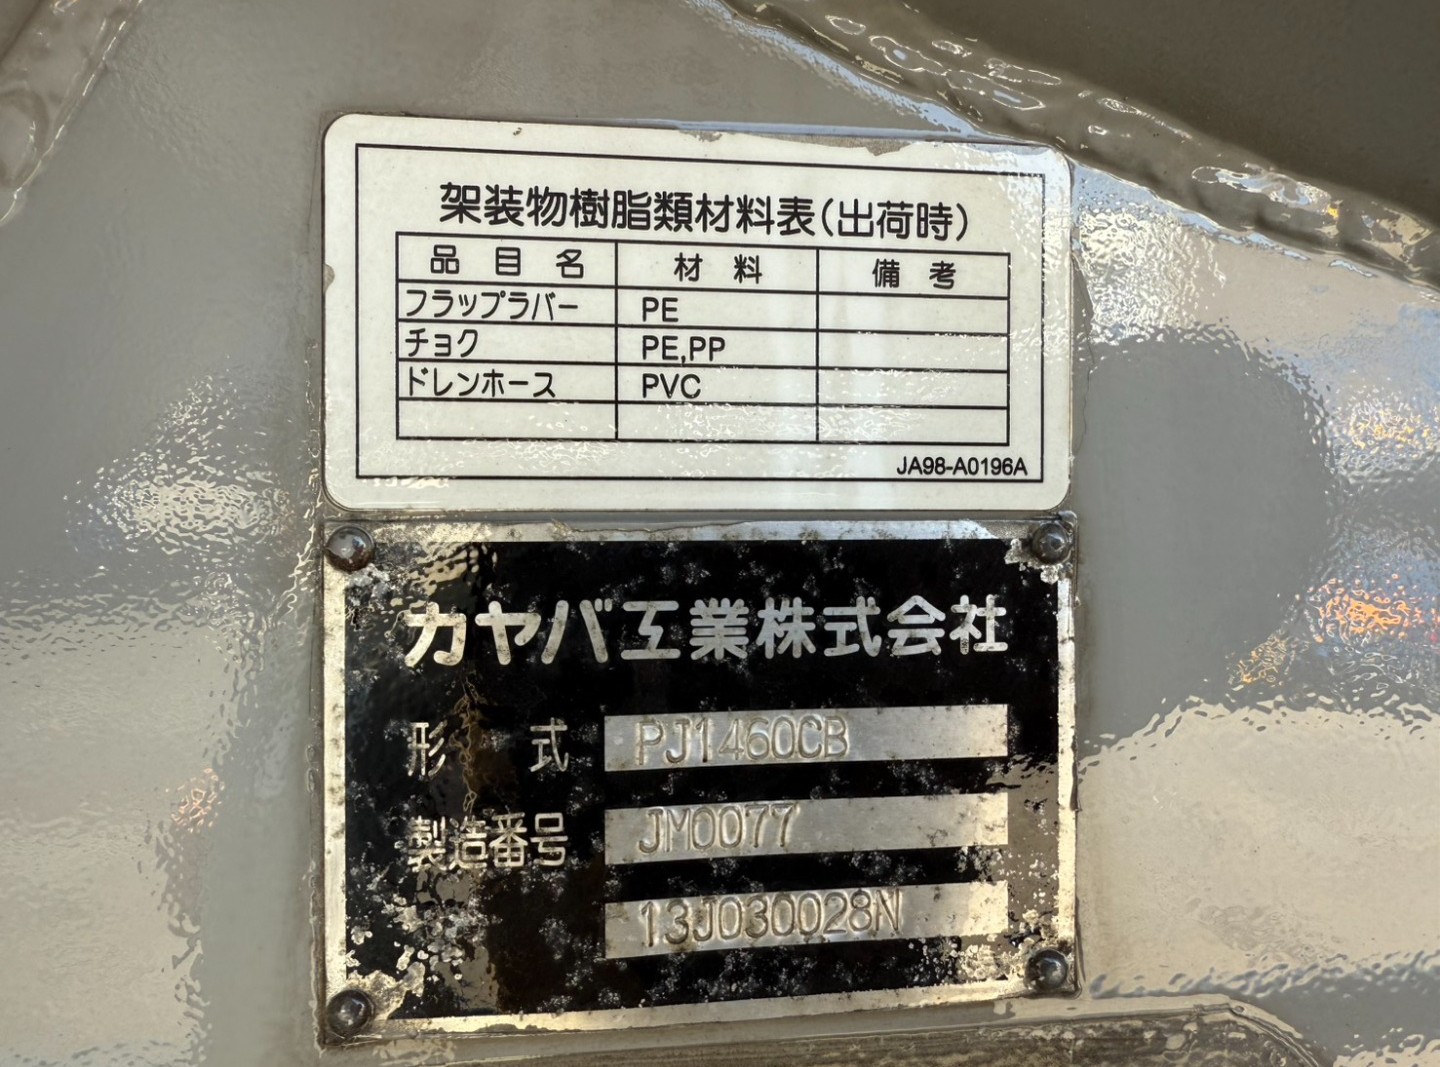 架装物樹脂類材料表(出荷時)
品目名 材料 備考
フラップラバー PE
チョク PE,PP
ドレンホース PVC
JA98-A0196A
カヤバ工業株式会社
形式 PJ1460CB
製造番号 JM0077
13J030028N